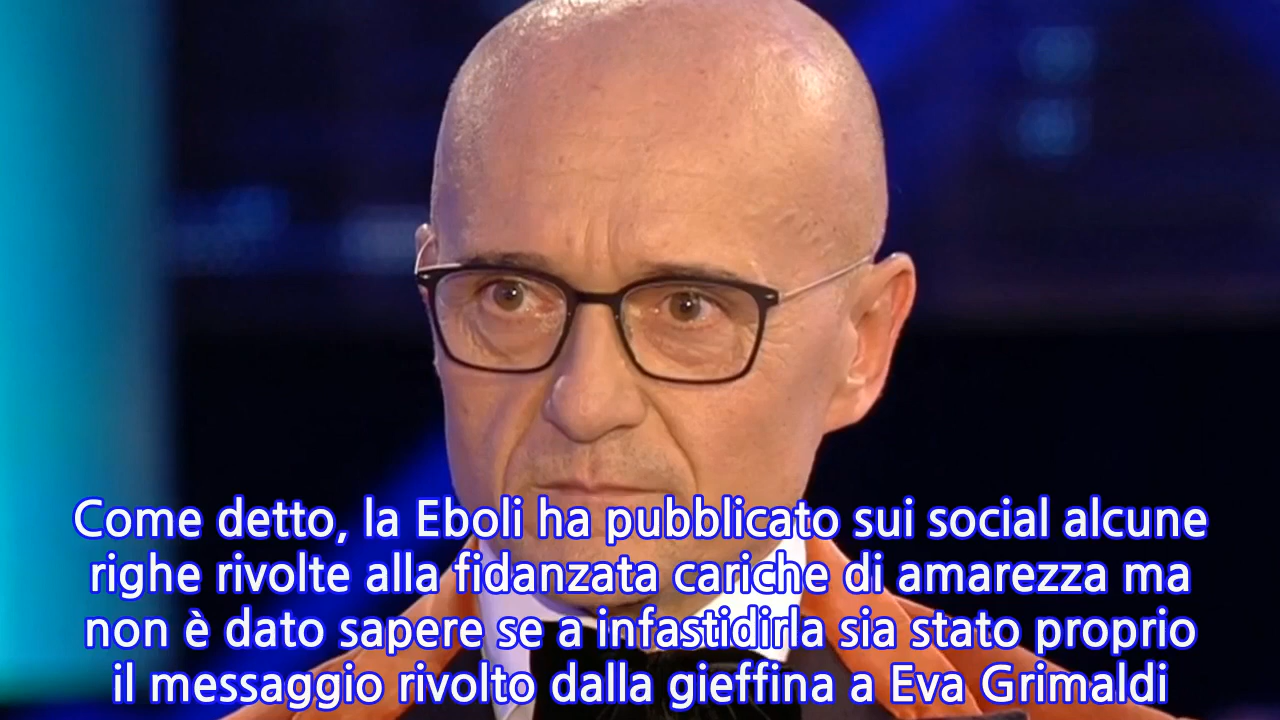 Come detto, la Eboli ha pubblicato sui social alcune
righe rivolte alla fidanzata cariche di amarezza ma
non è dato sapere se a infastidirla sia stato proprio
il messaggio rivolto dalla gieffina a Eva Grimaldi